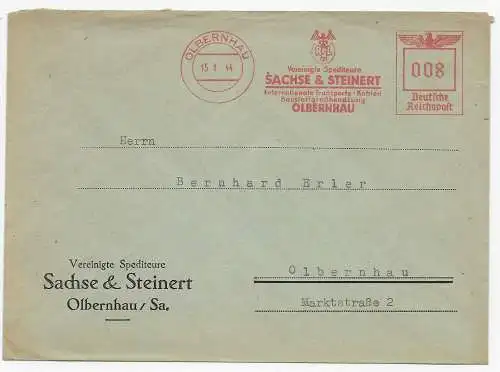 OLBERNHAU
15.1.44
Vereinigte Spediteure
SACHSE & STEINERT
Internationale Transporte · Kohlen
Baustoffgroßhandlung
OLBERNHAU
008
Deutsche
Reichspost
Herrn
Bernhard Erler
Vereinigte Spediteure
Sachse & Steinert
Olbernhau / Sa.
Olbernhau
Marktstraße 2